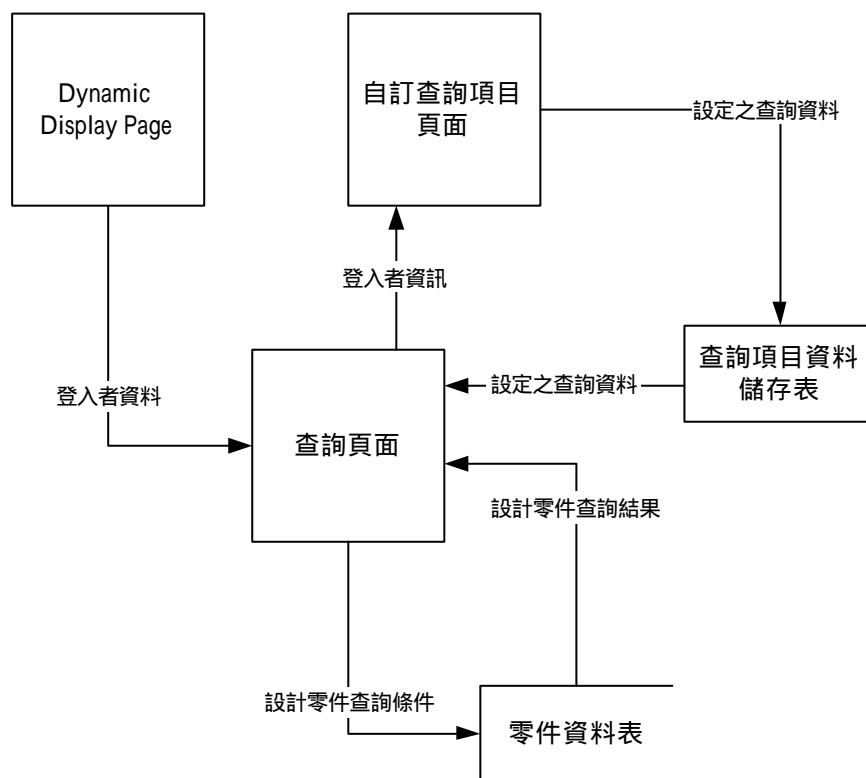 Dynamic
Display Page
自訂查詢項目
頁面
設定之查詢資料
登入者資訊
查詢項目資料
儲存表
設定之查詢資料
登入者資料
查詢頁面
設計零件查詢結果
設計零件查詢條件
零件資料表